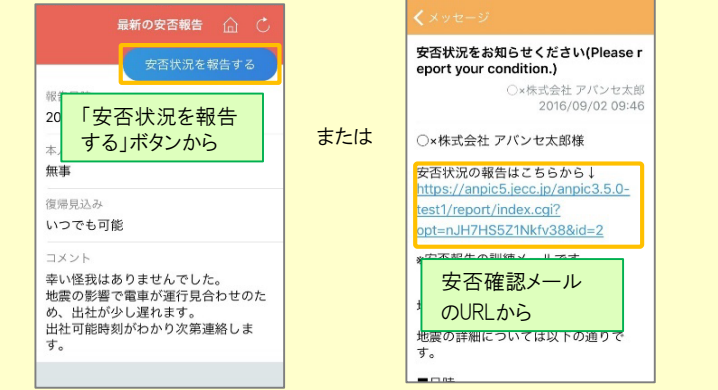 最新の安否報告
安否状況を報告する
「安否状況を報告
する」ボタンから
無事
復帰見込み
いつでも可能
コメント
幸い怪我はありませんでした。
地震の影響で電車が運行見合わせのた
め、出社が少し遅れます。
出社可能時刻がわかり次第連絡しま
す。
または
メッセージ
安否状況をお知らせください(Please r
eport your condition.)
○×株式会社 アバンセ太郎
2016/09/02 09:46
○×株式会社 アバンセ太郎様
安否状況の報告はこちらから↓
https://anpic5.jecc.jp/anpic3.5.0-
test1/report/index.cgi?
opt=nJH7HS5Z1Nkfv38&id=2
安否確認メール
のURLから
地震の詳細については以下の通りで
す。